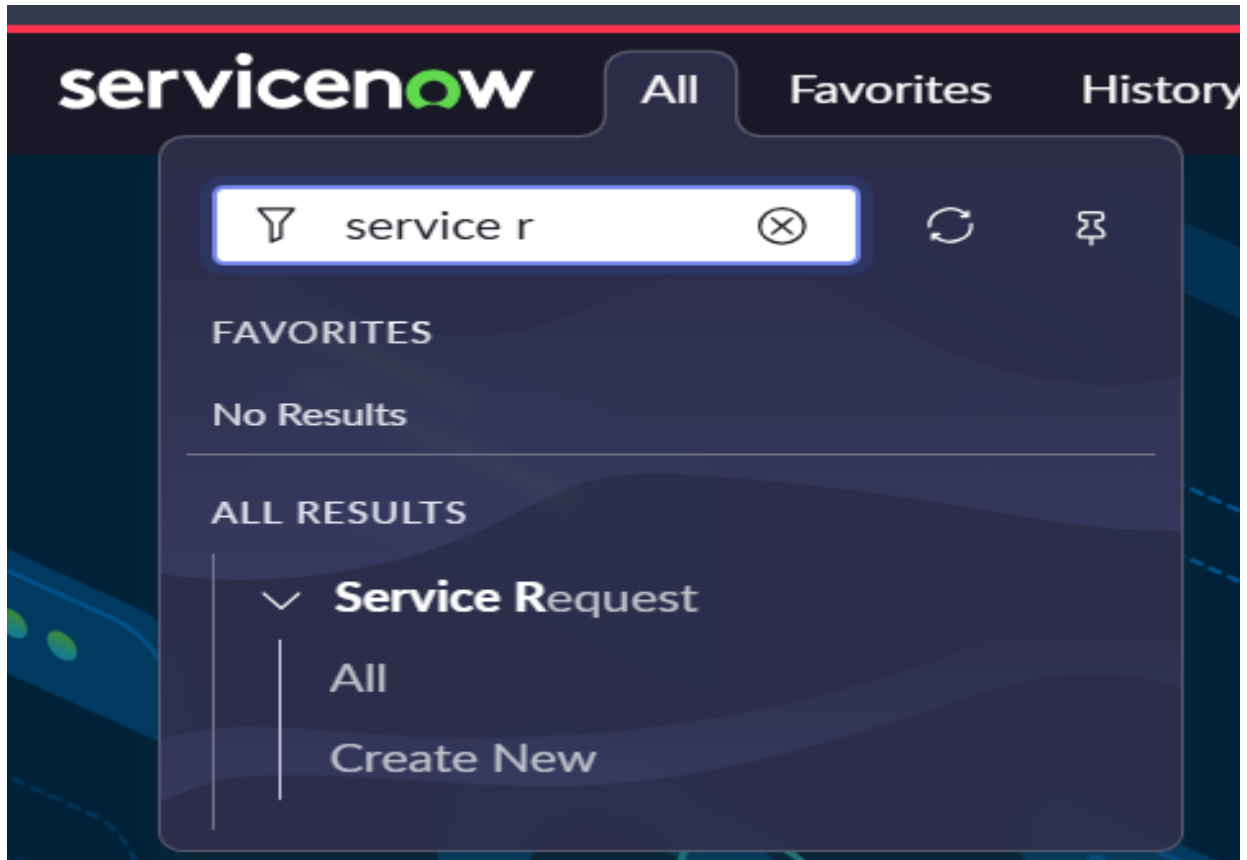 servicenow All Favorites History
service r
FAVORITES
No Results
ALL RESULTS
Service Request
All
Create New